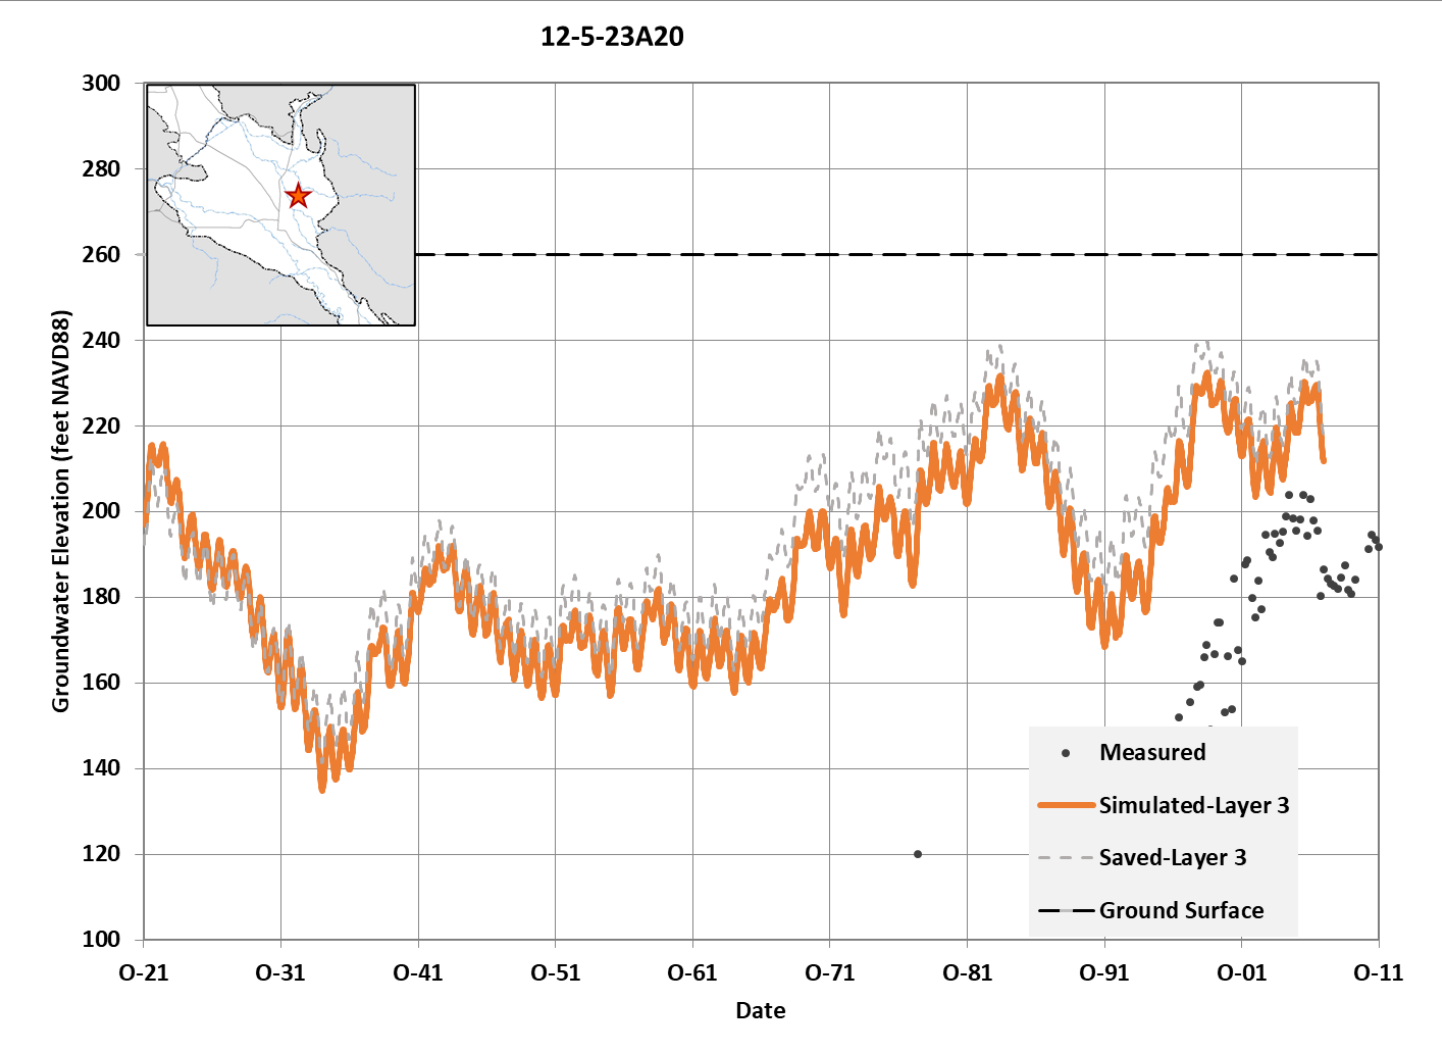 12-5-23A20
300
280
260
240
220
200
180
160
140
120
100
Groundwater Elevation (feet NAVD88)
Measured
Simulated-Layer 3
Saved-Layer 3
Ground Surface
O-21 O-31 O-41 O-51 O-61 O-71 O-81 O-91 O-01 O-11
Date